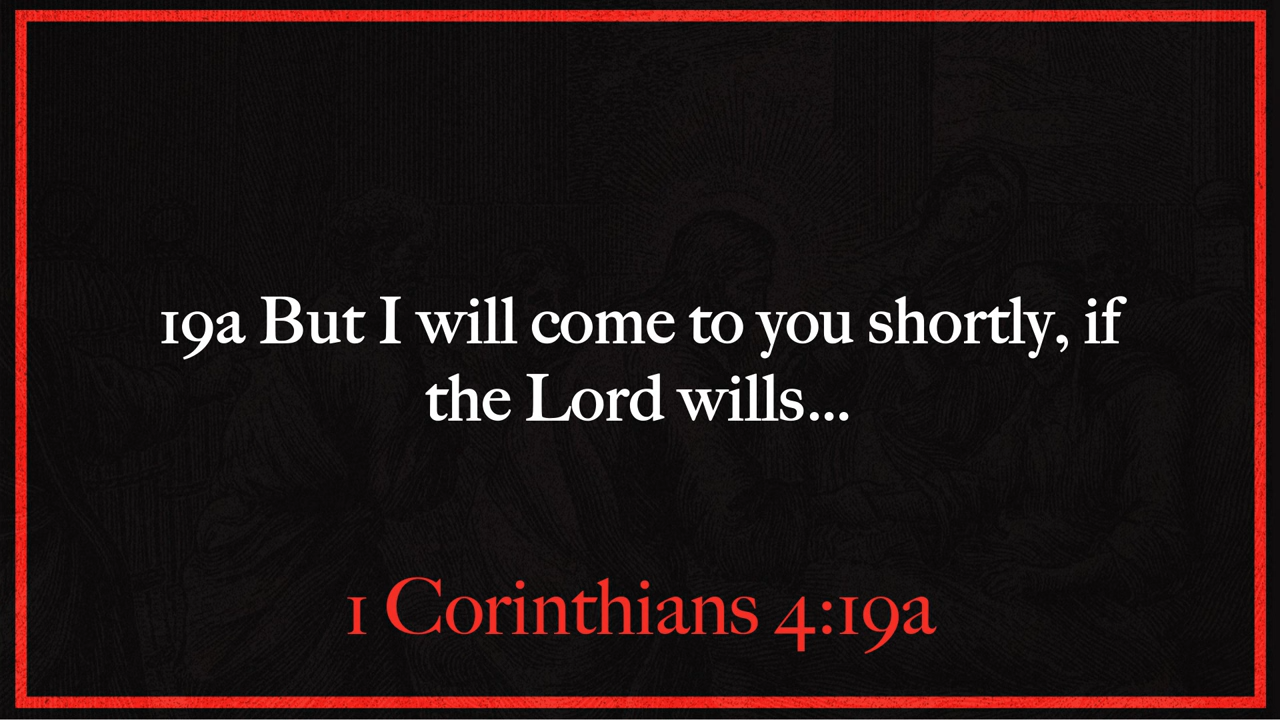 19a But I will come to you shortly, if
the Lord wills...
1 Corinthians 4:19a